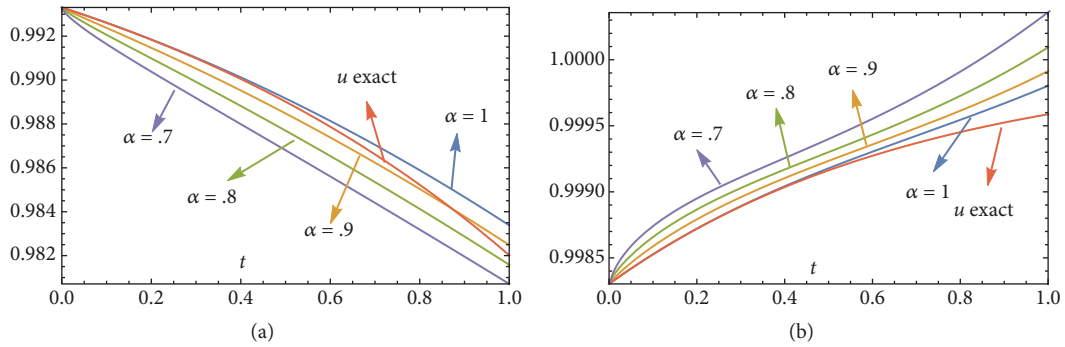 0.992
0.990
0.988
0.986
0.984
0.982
u exact
α = 1
α = .7
α = .8
α = .9
t
0.0 0.2 0.4 0.6 0.8 1.0
(a)
1.0000
0.9995
0.9990
0.9985
α = .9
α = .8
α = .7
α = 1
u exact
t
0.0 0.2 0.4 0.6 0.8 1.0
(b)